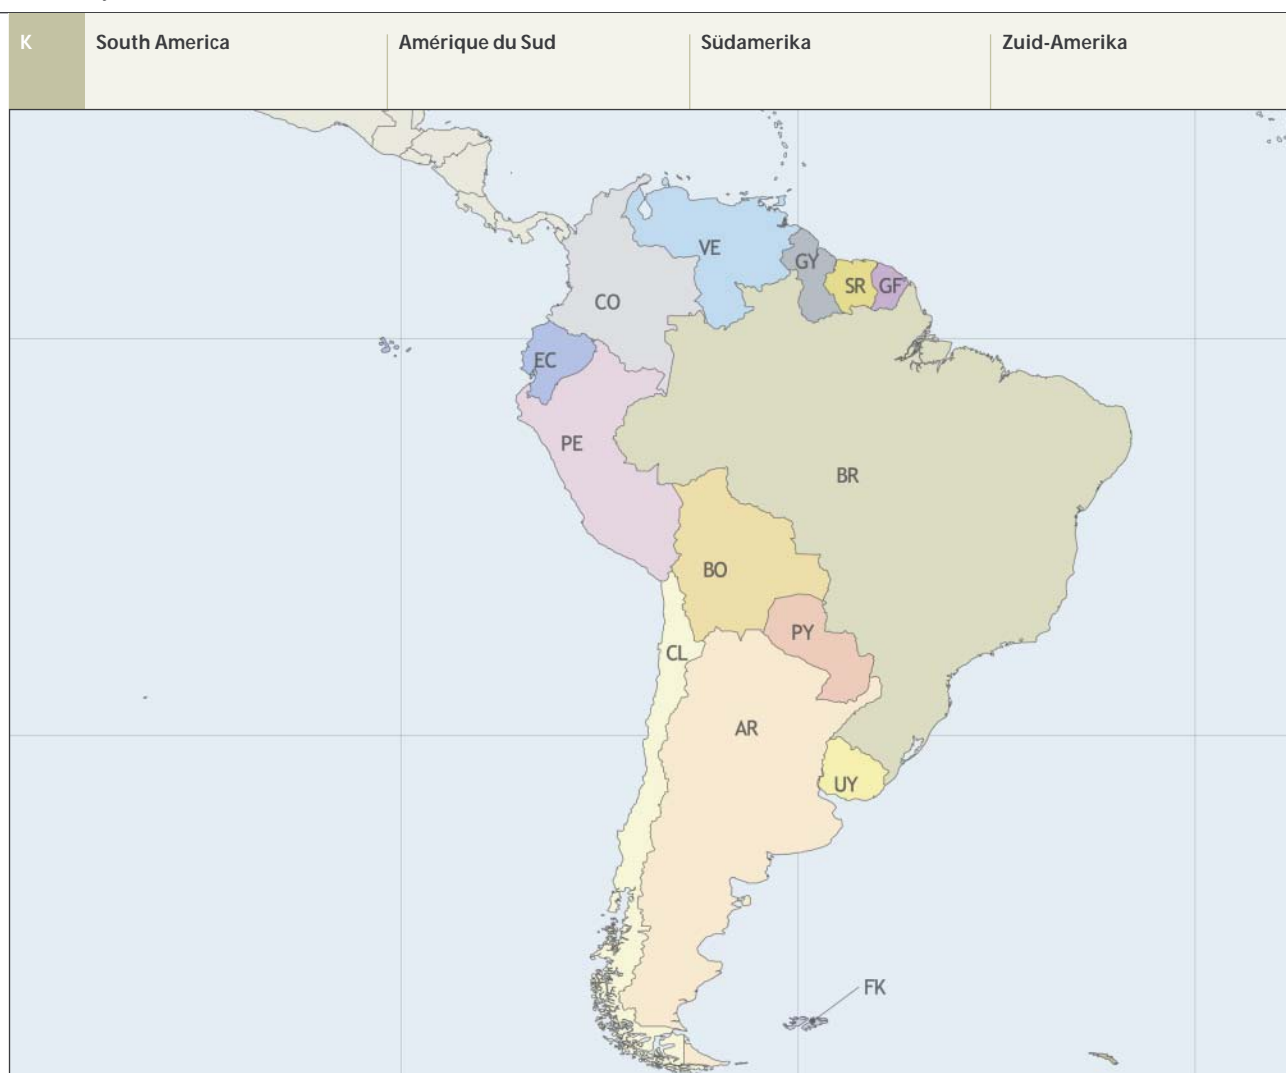 K South America Amérique du Sud Südamerika Zuid-Amerika
VE
GY
SR GF
CO
EC
PE
BR
BO
PY
CL
AR
UY
FK